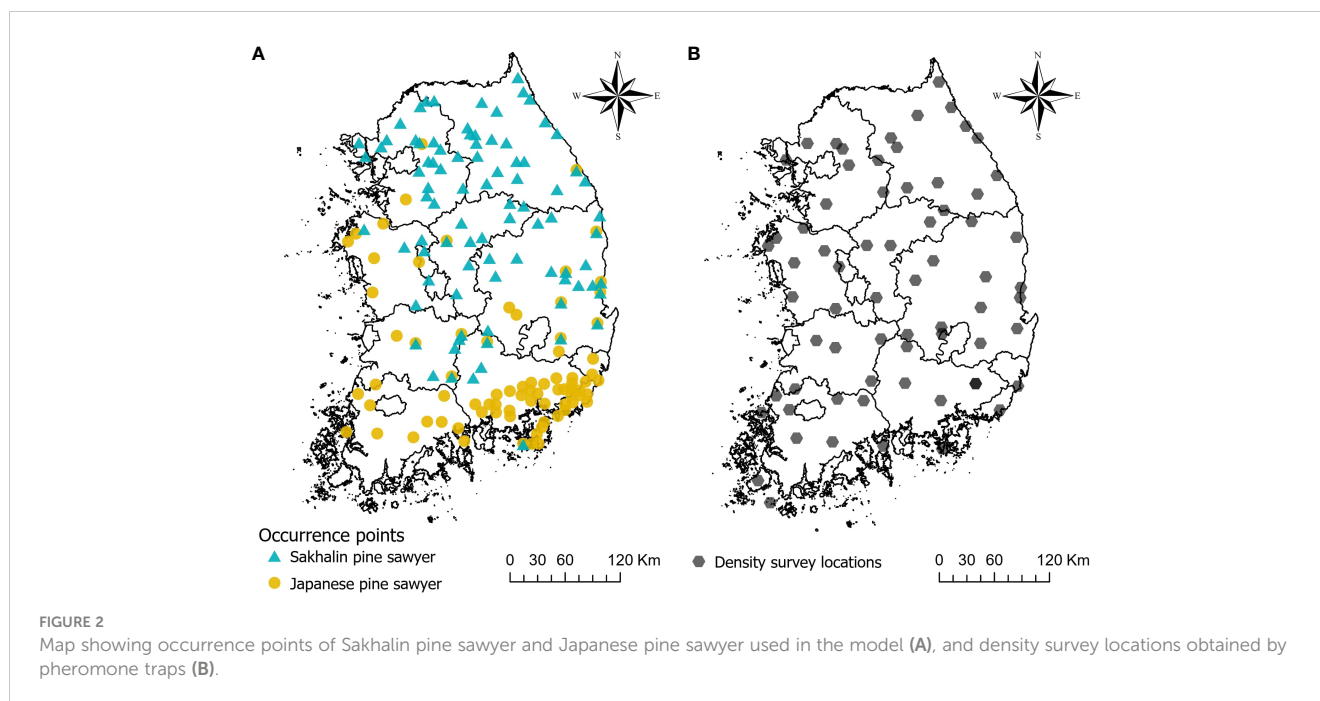 A
N
W E
S
Occurrence points
Sakhalin pine sawyer
Japanese pine sawyer
0 30 60 120 Km
B
N
W E
S
Density survey locations
0 30 60 120 Km
FIGURE 2
Map showing occurrence points of Sakhalin pine sawyer and Japanese pine sawyer used in the model (A), and density survey locations obtained by
pheromone traps (B).